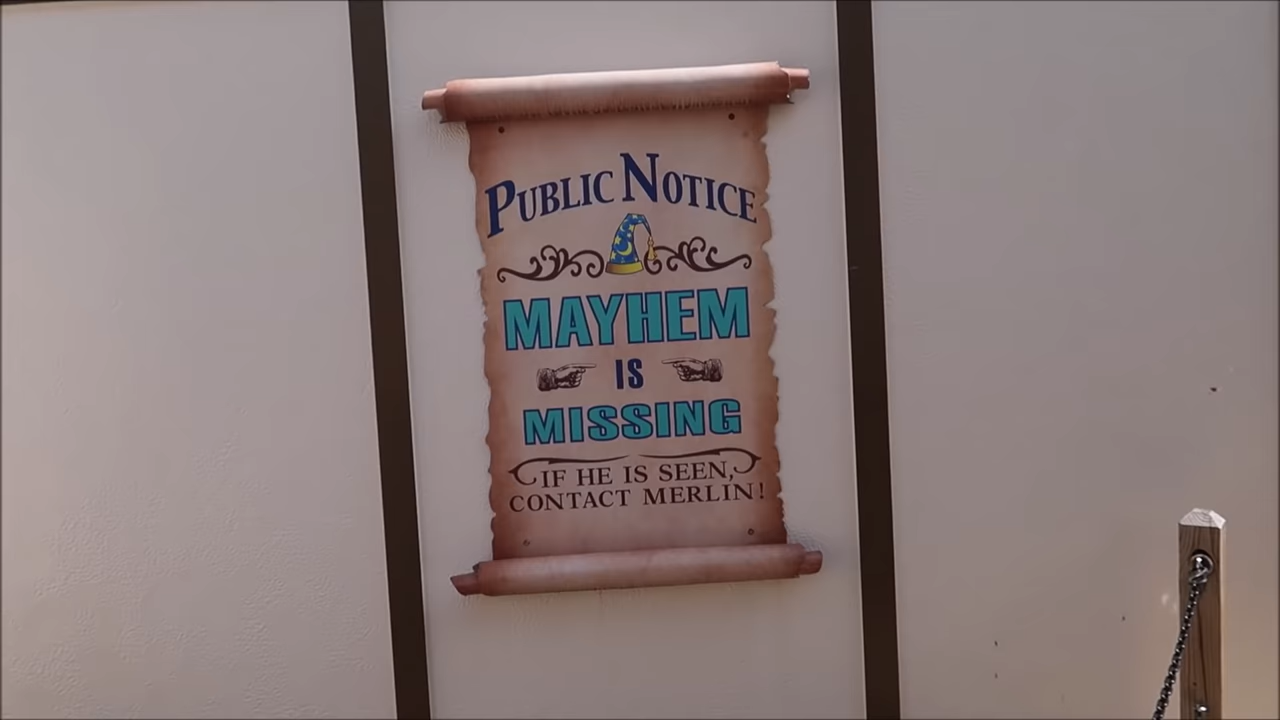 PUBLIC NOTICE
MAYHEM
IS
MISSING
IF HE IS SEEN,
CONTACT MERLIN!